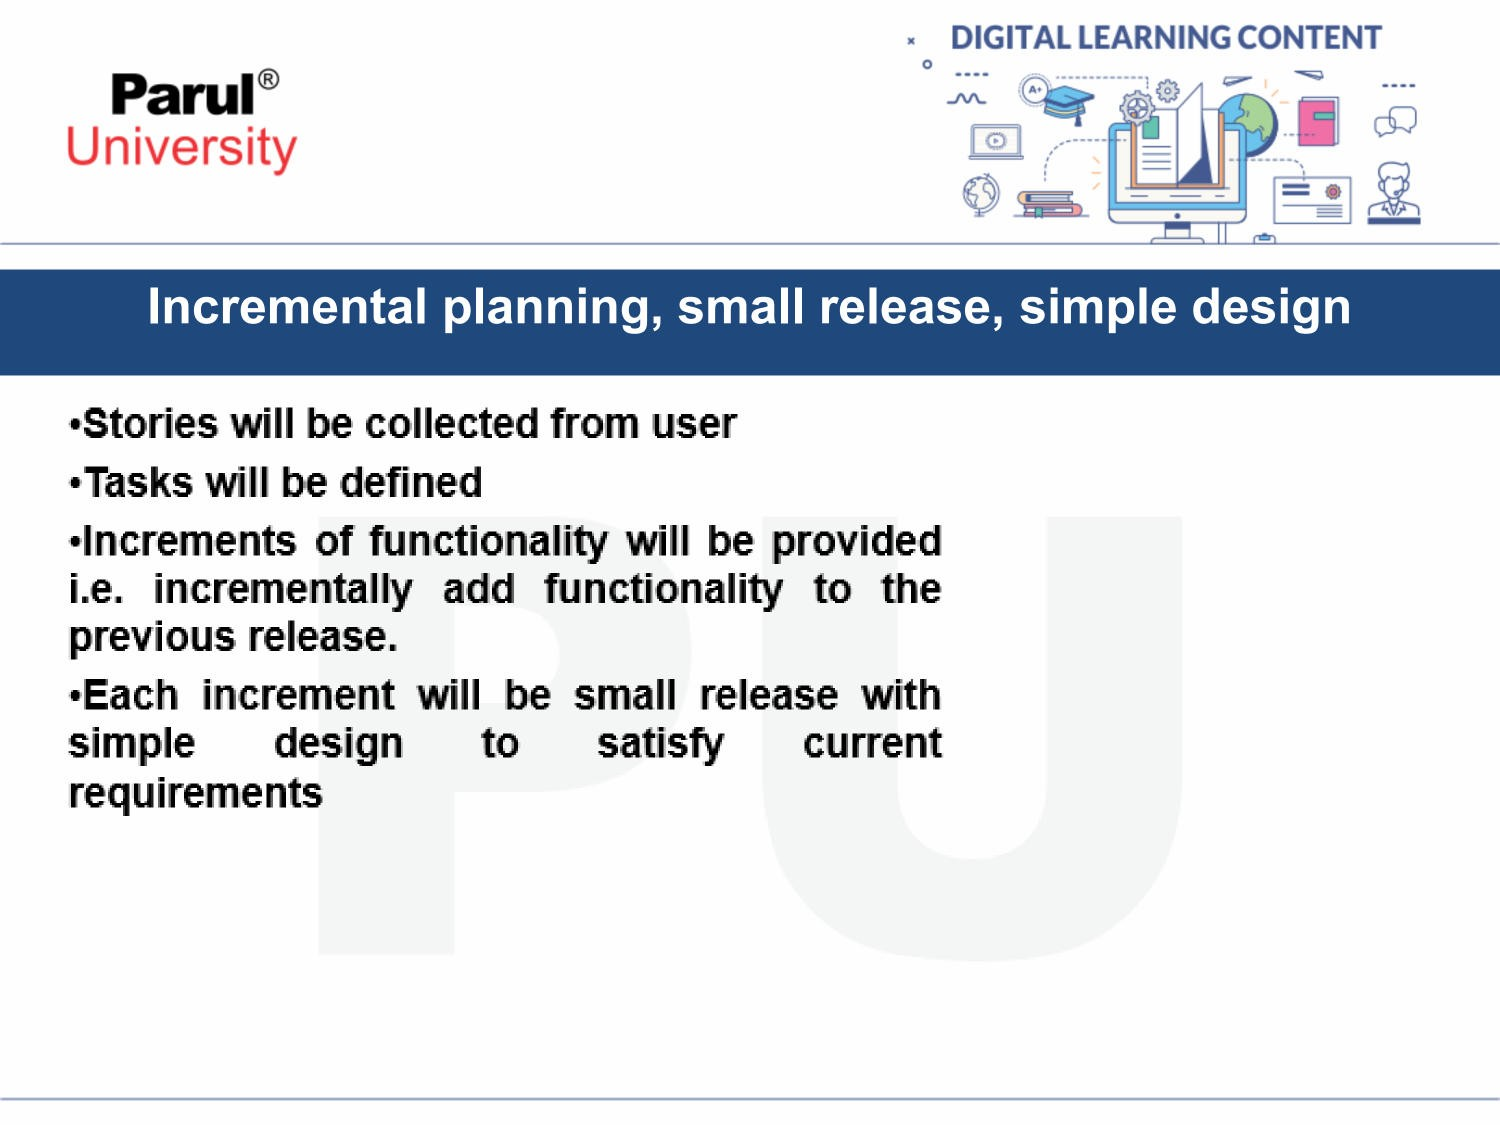 DIGITAL LEARNING CONTENT
Parul®
University
A+
Incremental planning, small release, simple design
•Stories will be collected from user
•Tasks will be defined
•Increments of functionality will be provided
i.e. incrementally add functionality to the
previous release.
•Each increment will be small release with
simple design to satisfy current
requirements
PU